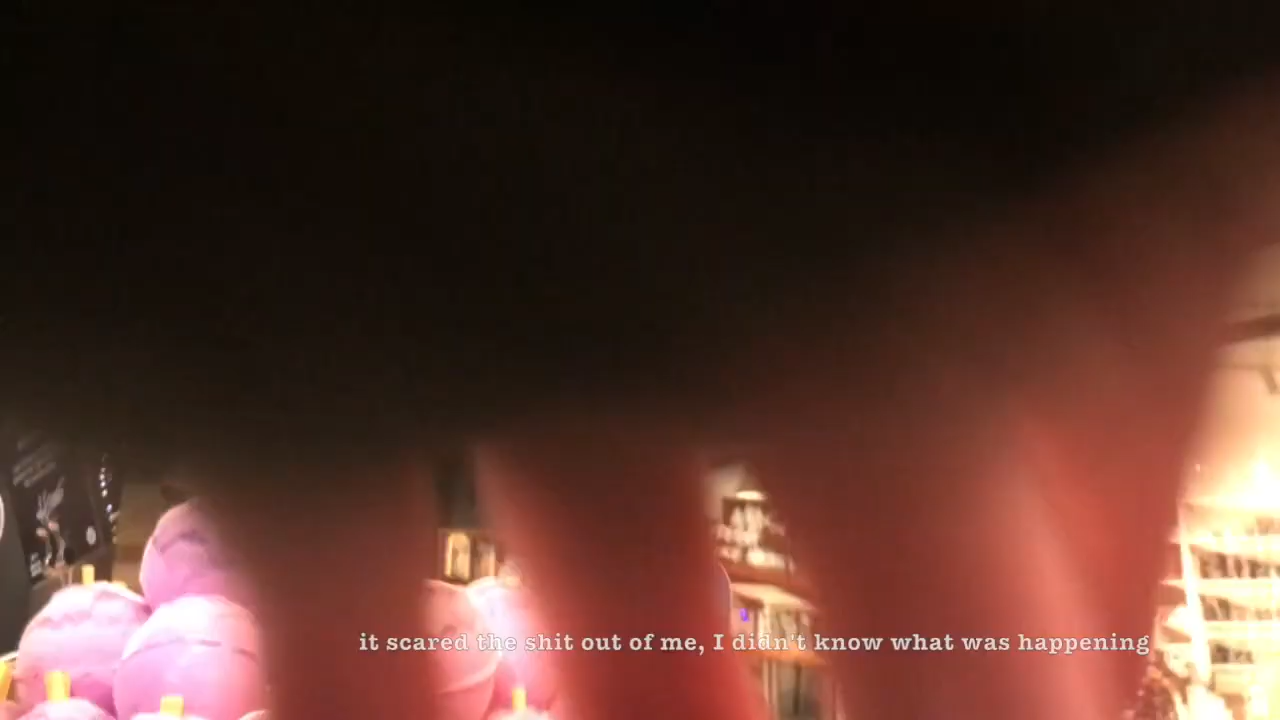 it scared the shit out of me, I didn't know what was happening